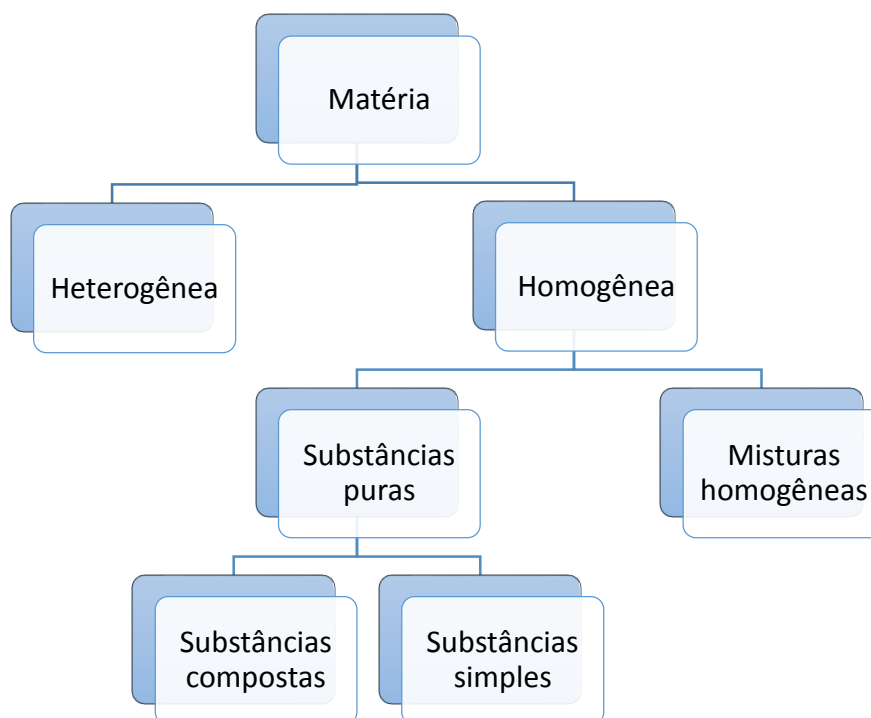 Matéria
Heterogênea
Homogênea
Substâncias
puras
Misturas
homogêneas
Substâncias
compostas
Substâncias
simples